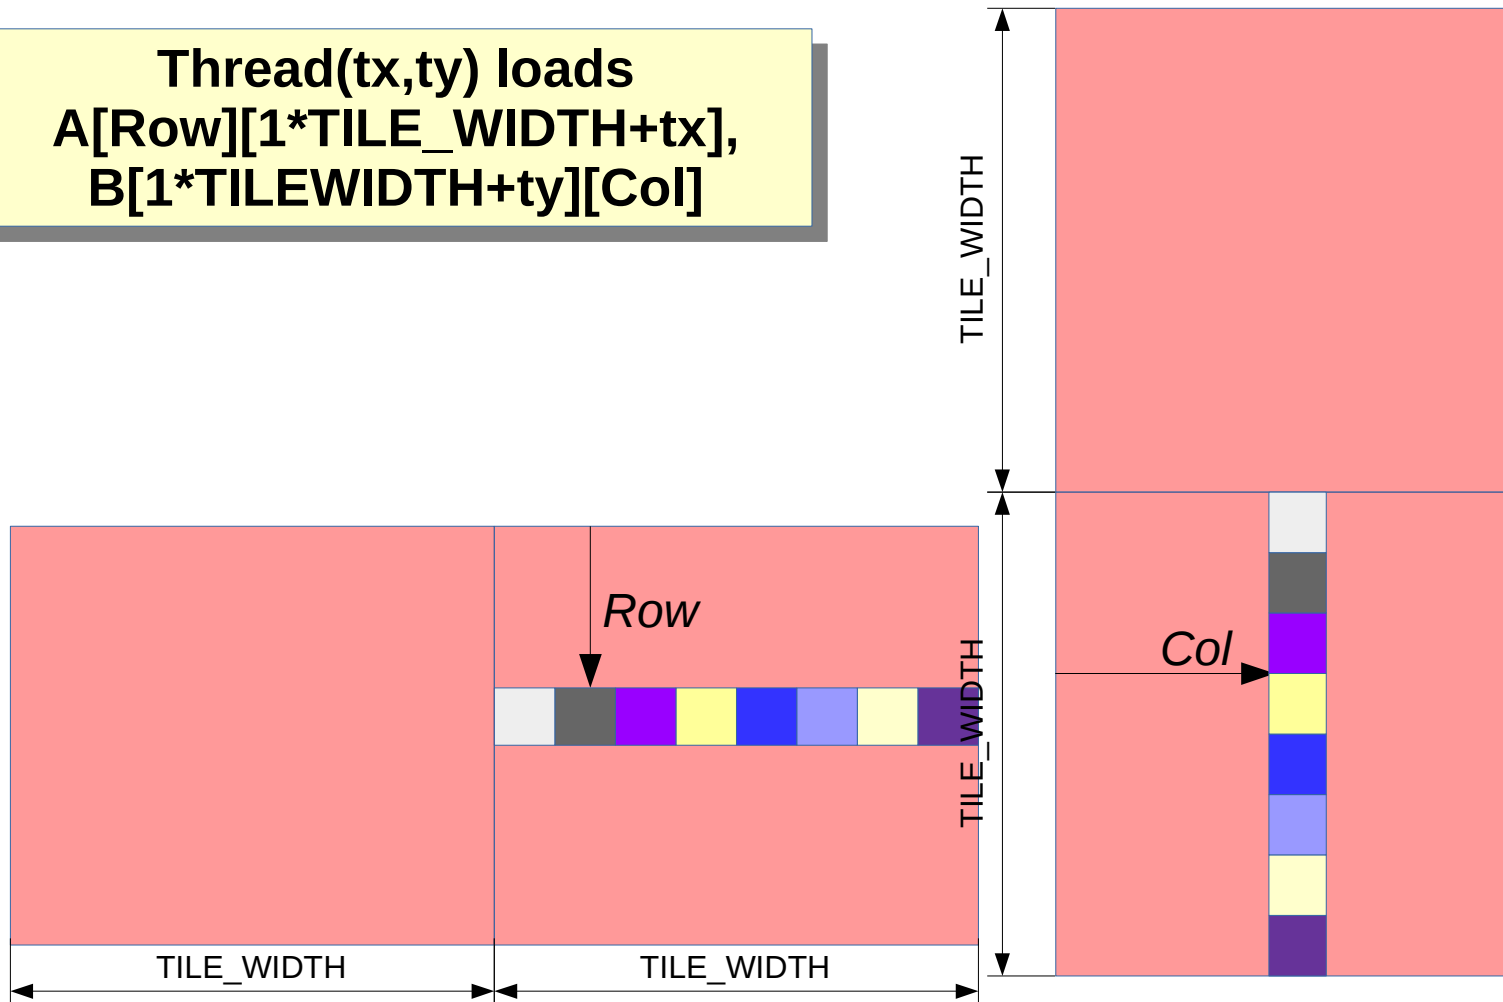 Thread(tx,ty) loads
A[Row][1*TILE_WIDTH+tx],
B[1*TILEWIDTH+ty][Col]
TILE_WIDTH
Row
Col
TILE_WIDTH
TILE_WIDTH
TILE_WIDTH